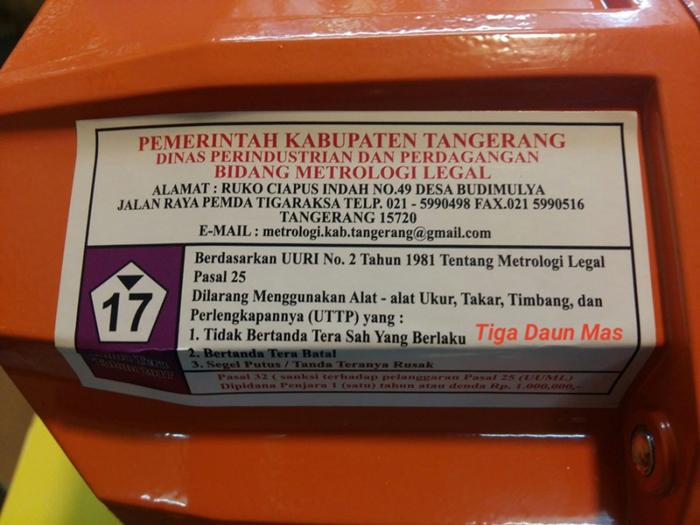 PEMERINTAH KABUPATEN TANGERANG
DINAS PERINDUSTRIAN DAN PERDAGANGAN
BIDANG METROLOGI LEGAL
ALAMAT : RUKO CIAPUS INDAH NO.49 DESA BUDIMULYA
JALAN RAYA PEMDA TIGARAKSA TELP. 021 - 5990498 FAX.021 5990516
TANGERANG 15720
E-MAIL : metrologi.kab.tangerang@gmail.com
17
Berdasarkan UURI No. 2 Tahun 1981 Tentang Metrologi Legal
Pasal 25
Dilarang Menggunakan Alat - alat Ukur, Takar, Timbang, dan
Perlengkapannya (UTTP) yang :
1. Tidak Bertanda Tera Sah Yang Berlaku
Tiga Daun Mas
2. Bertanda Tera Batal
3. Segel Putus / Tanda Teranya Rusak
Pasal 32 ( sanksi terhadap pelanggaran Pasal 25 (UUML)
Dipidana Penjara 1 (satu) tahun atau denda Rp. 1.000.000,-